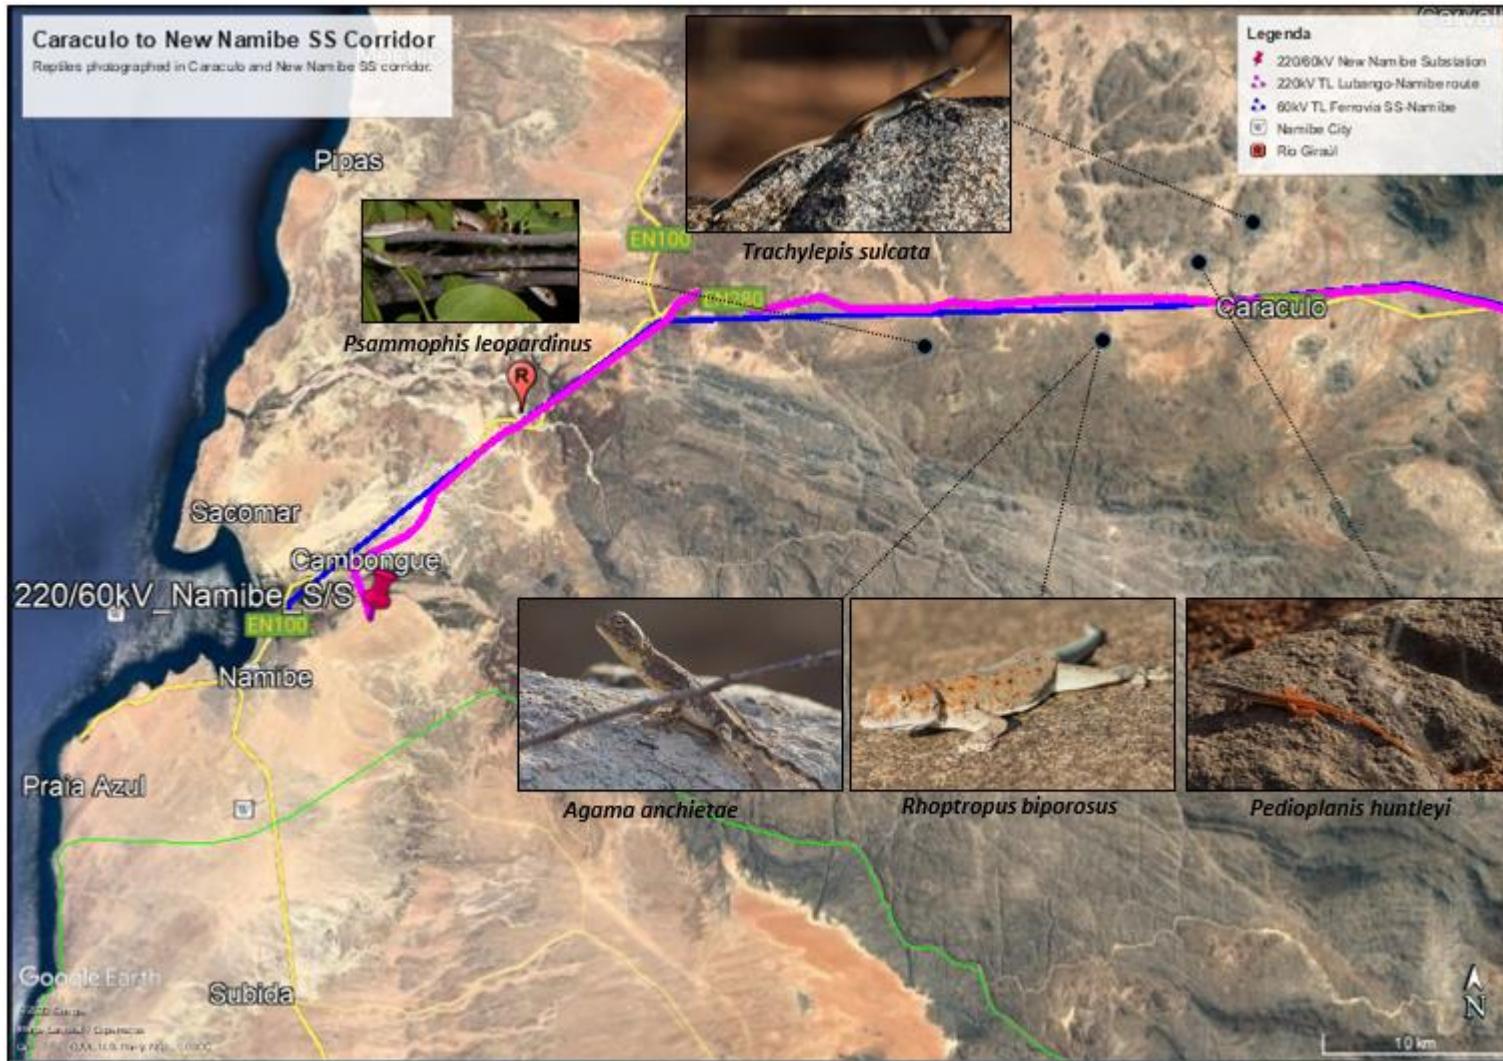 Caraculo to New Namibe SS Corridor
Reptiles photographed in Caraculo and New Namibe SS corridor.
Legenda
220/60kV New Namibe Substation
220kV TL Lubango-Namibe route
60kV TL Ferrovia SS-Namibe
Namibe City
Rio Giraúl
Pipas
EN100
Trachylepis sulcata
EN280
Caraculo
Psammophis leopardinus
R
Sacomar
Cambongue
220/60kV_Namibe_S/S
EN100
Namibe
Praia Azul
Agama anchietae
Rhoptropus biporosus
Pedioplanis huntleyi
Subida
Google Earth
N
10 km